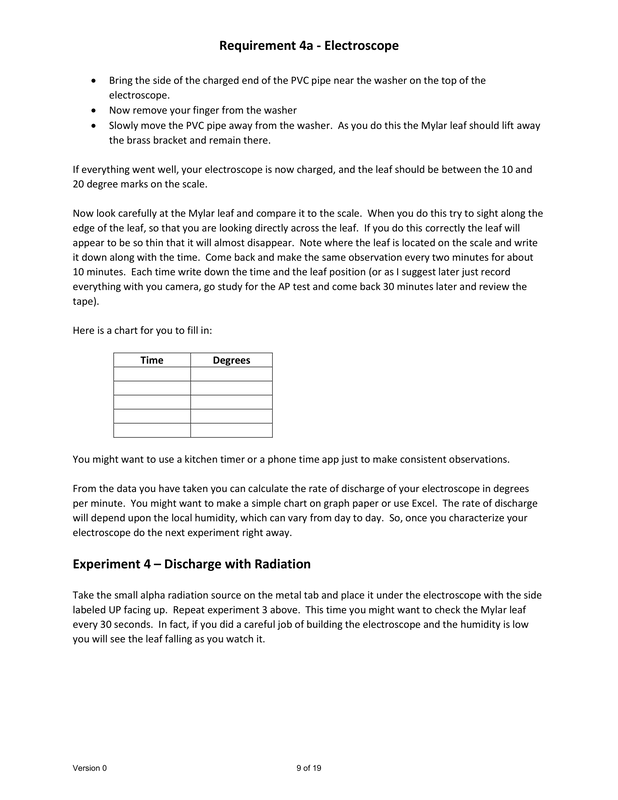 Requirement 4a - Electroscope
• Bring the side of the charged end of the PVC pipe near the washer on the top of the
electroscope.
• Now remove your finger from the washer
• Slowly move the PVC pipe away from the washer.  As you do this the Mylar leaf should lift away
the brass bracket and remain there.
If everything went well, your electroscope is now charged, and the leaf should be between the 10 and
20 degree marks on the scale.
Now look carefully at the Mylar leaf and compare it to the scale.  When you do this try to sight along the
edge of the leaf, so that you are looking directly across the leaf.  If you do this correctly the leaf will
appear to be so thin that it will almost disappear.  Note where the leaf is located on the scale and write
it down along with the time.  Come back and make the same observation every two minutes for about
10 minutes.  Each time write down the time and the leaf position (or as I suggest later just record
everything with you camera, go study for the AP test and come back 30 minutes later and review the
tape).
Here is a chart for you to fill in:
Time Degrees
You might want to use a kitchen timer or a phone time app just to make consistent observations.
From the data you have taken you can calculate the rate of discharge of your electroscope in degrees
per minute.  You might want to make a simple chart on graph paper or use Excel.  The rate of discharge
will depend upon the local humidity, which can vary from day to day.  So, once you characterize your
electroscope do the next experiment right away.
Experiment 4 – Discharge with Radiation
Take the small alpha radiation source on the metal tab and place it under the electroscope with the side
labeled UP facing up.  Repeat experiment 3 above.  This time you might want to check the Mylar leaf
every 30 seconds.  In fact, if you did a careful job of building the electroscope and the humidity is low
you will see the leaf falling as you watch it.
Version 0 9 of 19